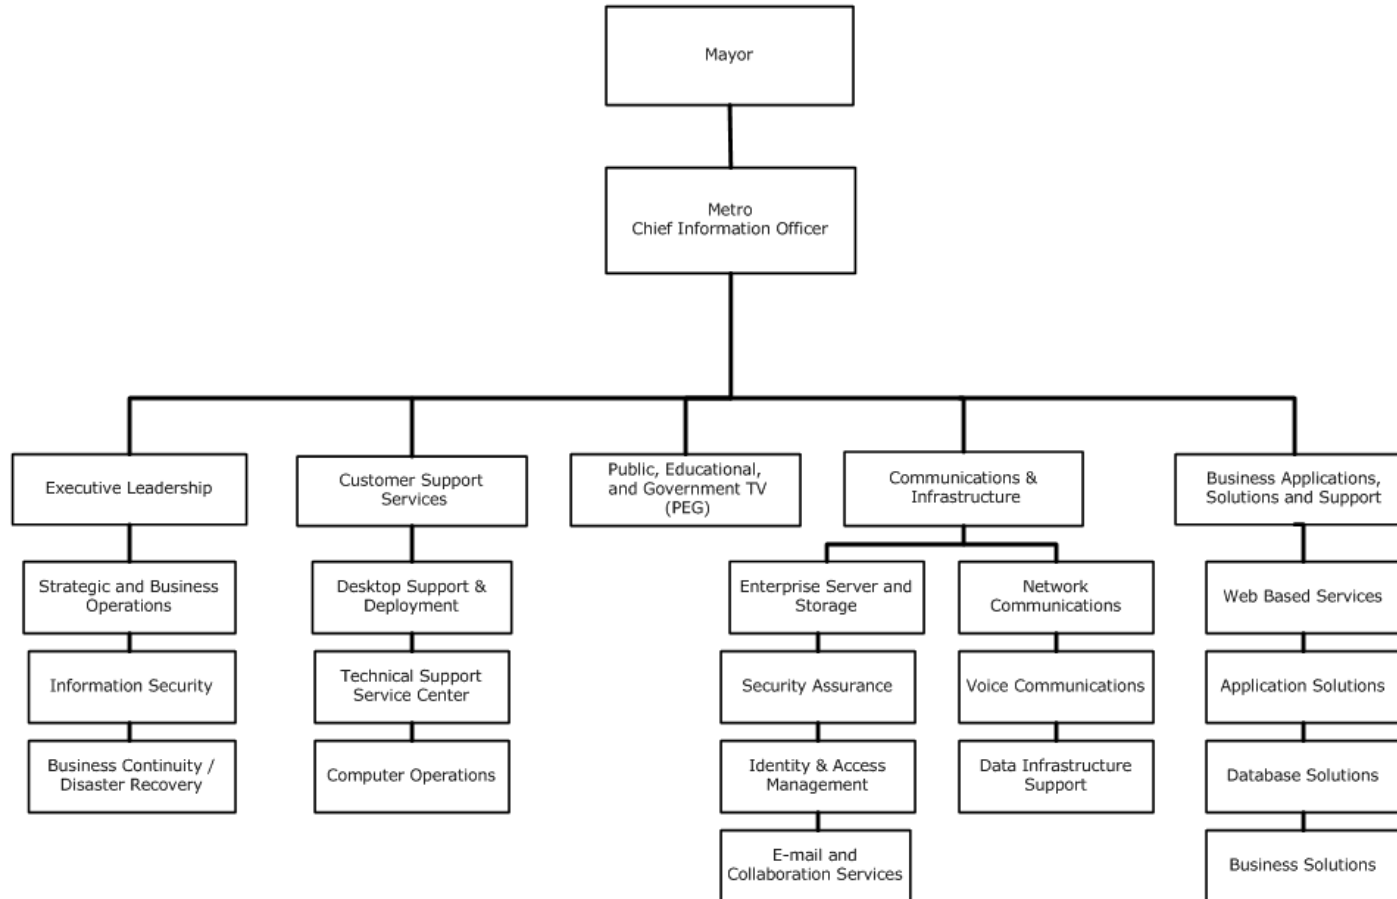 Mayor
Metro
Chief Information Officer
Executive Leadership
Customer Support
Services
Public, Educational,
and Government TV
(PEG)
Communications &
Infrastructure
Business Applications,
Solutions and Support
Strategic and Business
Operations
Desktop Support &
Deployment
Enterprise Server and
Storage
Network
Communications
Web Based Services
Information Security
Technical Support
Service Center
Security Assurance
Voice Communications
Application Solutions
Business Continuity /
Disaster Recovery
Computer Operations
Identity & Access
Management
Data Infrastructure
Support
Database Solutions
E-mail and
Collaboration Services
Business Solutions